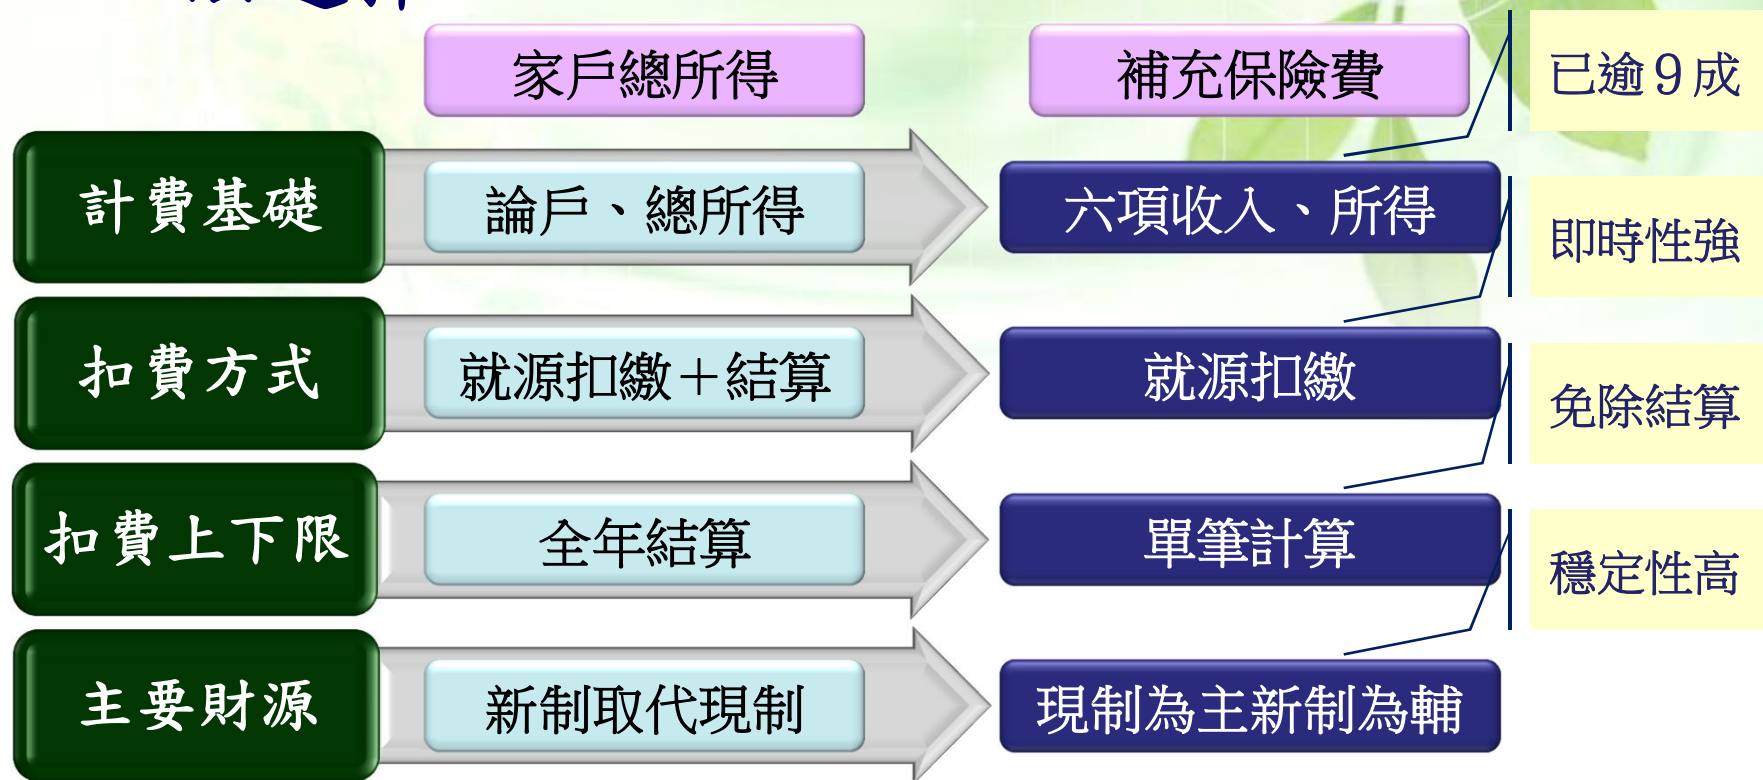 家戶總所得
補充保險費
已逾9成
計費基礎
論戶、總所得
六項收入、所得
即時性強
扣費方式
就源扣繳+結算
就源扣繳
免除結算
扣費上下限
全年結算
單筆計算
穩定性高
主要財源
新制取代現制
現制為主新制為輔